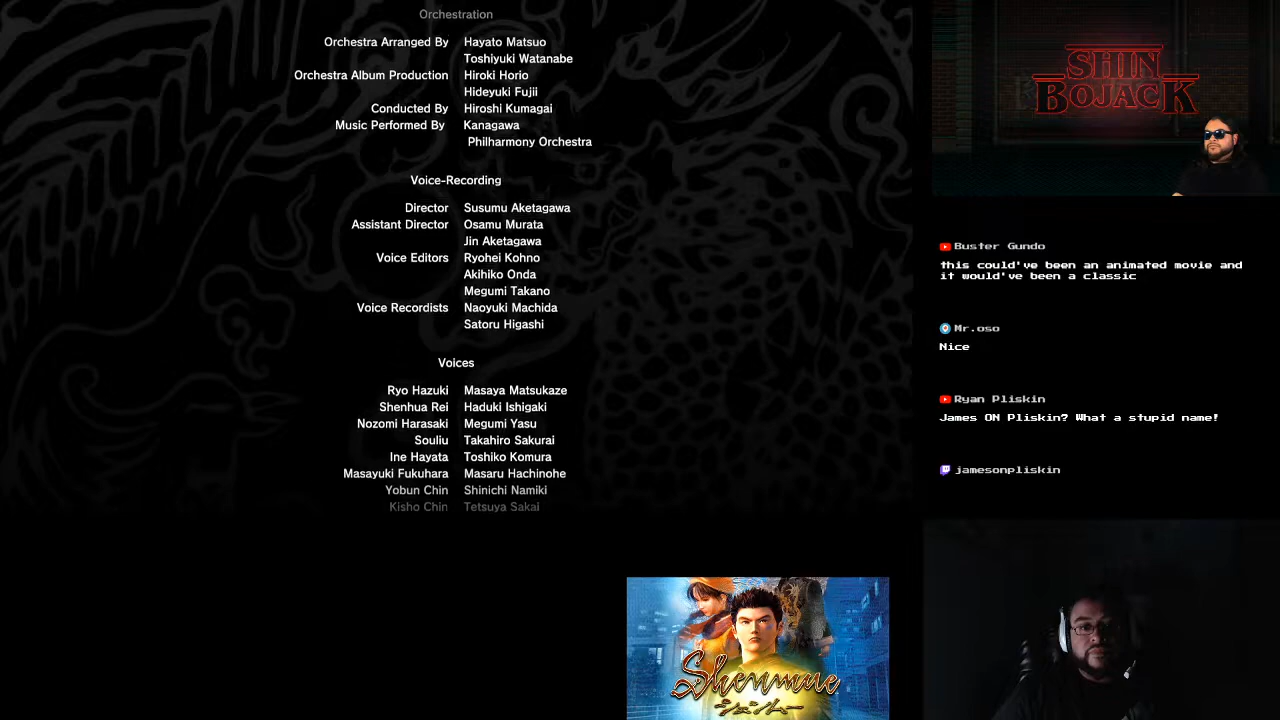 Orchestration
Orchestra Arranged By Hayato Matsuo
Toshiyuki Watanabe
Orchestra Album Production Hiroki Horio
Hideyuki Fujii
Conducted By Hiroshi Kumagai
Music Performed By Kanagawa
Philharmony Orchestra
Voice-Recording
Director Susumu Aketagawa
Assistant Director Osamu Murata
Jin Aketagawa
Voice Editors Ryohei Kohno
Akihiko Onda
Megumi Takano
Voice Recordists Naoyuki Machida
Satoru Higashi
Voices
Ryo Hazuki Masaya Matsukaze
Shenhua Rei Haduki Ishigaki
Nozomi Harasaki Megumi Yasu
Souliu Takahiro Sakurai
Ine Hayata Toshiko Komura
Masayuki Fukuhara Masaru Hachinohe
Yobun Chin Shinichi Namiki
Kisho Chin Tetsuya Sakai
SHIN
BOJACK
Buster Gundo
this could've been an animated movie and
it would've been a classic
Mr.oso
Nice
Ryan Pliskin
James ON Pliskin? What a stupid name!
jamesonpliskin
Shenmue
シェンムー